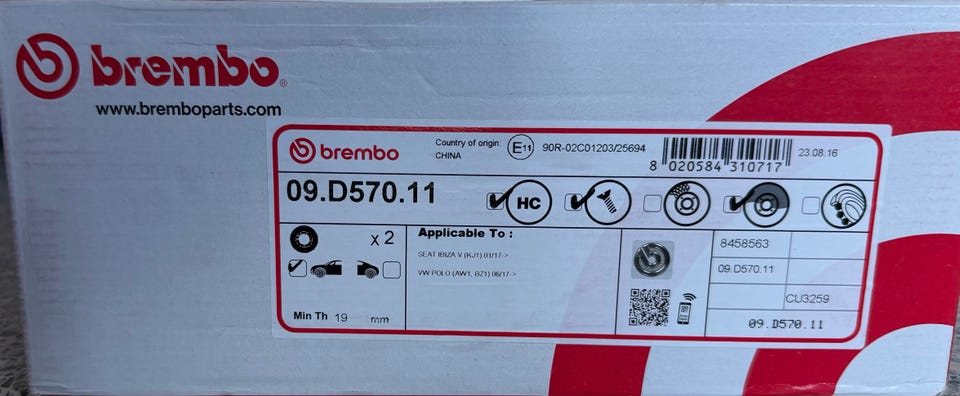 brembo
www.bremboparts.com
brembo
Country of origin:
CHINA
E11
90R-02C01203/25694
8 020584 310717
23.08.16
09.D570.11
HC
x 2
Min Th 19 mm
Applicable To :
SEAT IBIZA V (KJ1) 01/17->
VW POLO (AW1, BZ1) 06/17->
8458563
09.D570.11
CU3259
09.D570.11